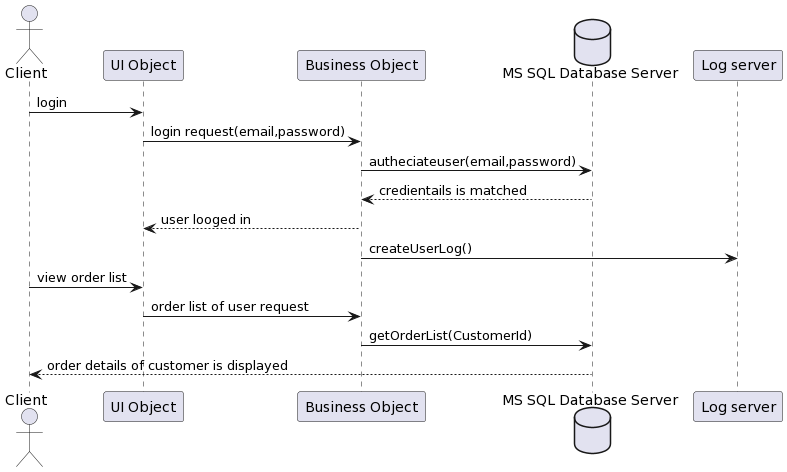 Client
UI Object
Business Object
MS SQL Database Server
Log server
login
login request(email,password)
autheciateuser(email,password)
credientails is matched
user looged in
createUserLog()
view order list
order list of user request
getOrderList(CustomerId)
order details of customer is displayed
Client
UI Object
Business Object
MS SQL Database Server
Log server